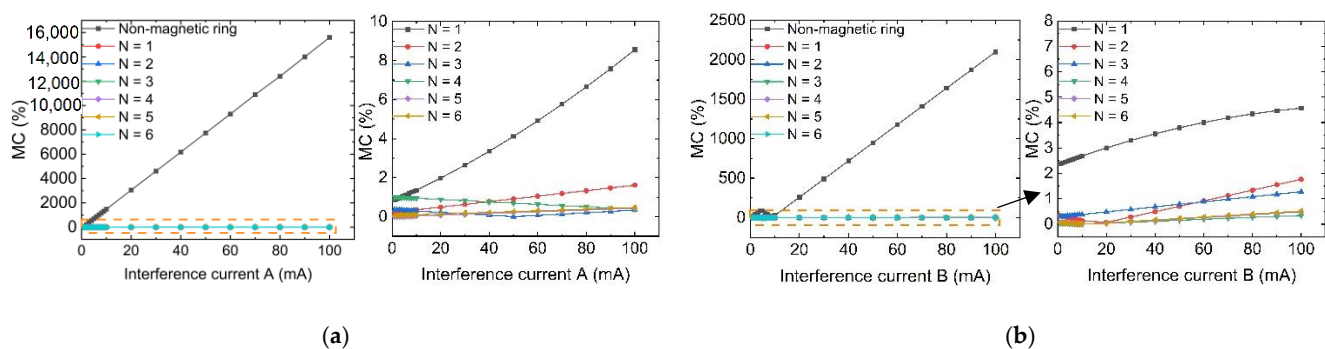 16,000
14,000
12,000
10,000
8000
6000
4000
2000
0
MC (%)
Non-magnetic ring
N = 1
N = 2
N = 3
N = 4
N = 5
N = 6
0 20 40 60 80 100
Interference current A (mA)
10
8
6
4
2
0
MC (%)
N = 1
N = 2
N = 3
N = 4
N = 5
N = 6
0 20 40 60 80 100
Interference current A (mA)
(a)
2500
2000
1500
1000
500
0
MC (%)
Non-magnetic ring
N = 1
N = 2
N = 3
N = 4
N = 5
N = 6
0 20 40 60 80 100
Interference current B (mA)
8
7
6
5
4
3
2
1
0
MC (%)
N = 1
N = 2
N = 3
N = 4
N = 5
N = 6
0 20 40 60 80 100
Interference current B (mA)
(b)